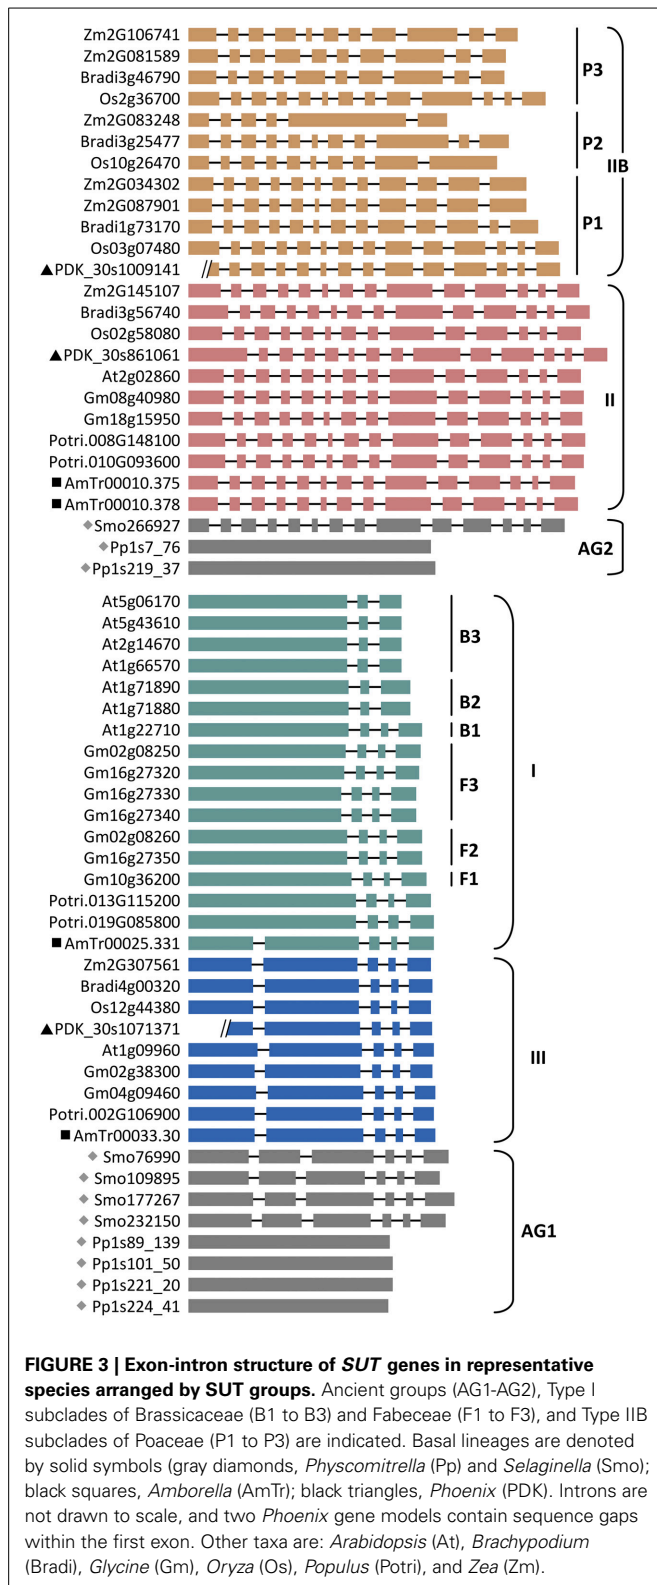 Zm2G106741
Zm2G081589
Bradi3g46790
Os2g36700
P3
Zm2G083248
Bradi3g25477
Os10g26470
P2
IIB
Zm2G034302
Zm2G087901
Bradi1g73170
Os03g07480
▲PDK_30s1009141
P1
Zm2G145107
Bradi3g56740
Os02g58080
▲PDK_30s861061
At2g02860
Gm08g40980
Gm18g15950
Potri.008G148100
Potri.010G093600
■AmTr00010.375
■AmTr00010.378
II
◆Smo266927
◆Pp1s7_76
◆Pp1s219_37
AG2
At5g06170
At5g43610
At2g14670
At1g66570
B3
At1g71890
At1g71880
B2
At1g22710
B1
Gm02g08250
Gm16g27320
Gm16g27330
Gm16g27340
F3
Gm02g08260
Gm16g27350
F2
Gm10g36200
F1
Potri.013G115200
Potri.019G085800
■AmTr00025.331
I
Zm2G307561
Bradi4g00320
Os12g44380
▲PDK_30s1071371
At1g09960
Gm02g38300
Gm04g09460
Potri.002G106900
■AmTr00033.30
III
◆Smo76990
◆Smo109895
◆Smo177267
◆Smo232150
◆Pp1s89_139
◆Pp1s101_50
◆Pp1s221_20
◆Pp1s224_41
AG1
FIGURE 3 | Exon-intron structure of SUT genes in representative
species arranged by SUT groups. Ancient groups (AG1-AG2), Type I
subclades of Brassicaceae (B1 to B3) and Fabeceae (F1 to F3), and Type IIB
subclades of Poaceae (P1 to P3) are indicated. Basal lineages are denoted
by solid symbols (gray diamonds, Physcomitrella (Pp) and Selaginella (Smo);
black squares, Amborella (AmTr); black triangles, Phoenix (PDK). Introns are
not drawn to scale, and two Phoenix gene models contain sequence gaps
within the first exon. Other taxa are: Arabidopsis (At), Brachypodium
(Bradi), Glycine (Gm), Oryza (Os), Populus (Potri), and Zea (Zm).